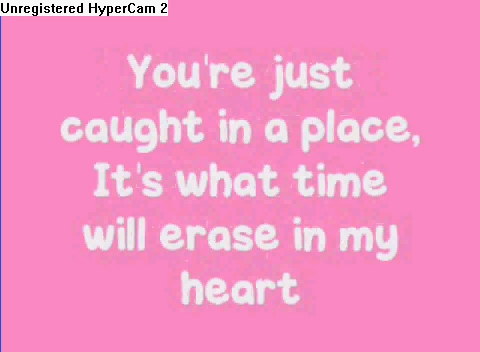 Unregistered HyperCam 2
You're just
caught in a place,
It's what time
will erase in my
heart